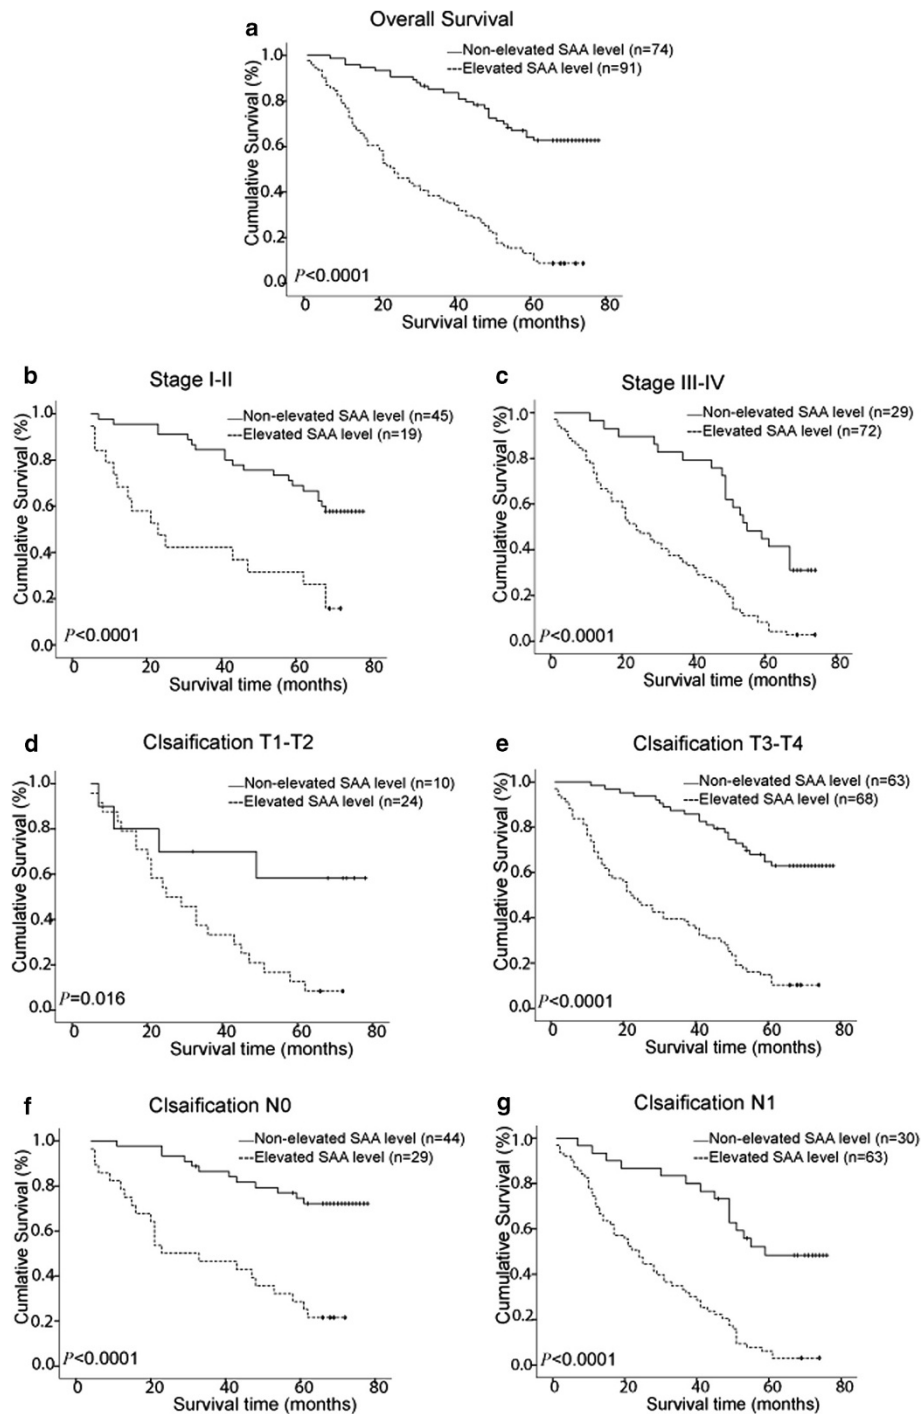 a
Overall Survival
Cumulative Survival (%)
1.0
0.8
0.6
0.4
0.2
0.0
Non-elevated SAA level (n=74)
Elevated SAA level (n=91)
P<0.0001
0 20 40 60 80
Survival time (months)
b
Stage I-II
Cumulative Survival (%)
1.0
0.8
0.6
0.4
0.2
0.0
Non-elevated SAA level (n=45)
Elevated SAA level (n=19)
P<0.0001
0 20 40 60 80
Survival time (months)
c
Stage III-IV
Cumulative Survival (%)
1.0
0.8
0.6
0.4
0.2
0.0
Non-elevated SAA level (n=29)
Elevated SAA level (n=72)
P<0.0001
0 20 40 60 80
Survival time (months)
d
Clsaification T1-T2
Cumulative Survival (%)
1.0
0.8
0.6
0.4
0.2
0.0
Non-elevated SAA level (n=10)
Elevated SAA level (n=24)
P=0.016
0 20 40 60 80
Survival time (months)
e
Clsaification T3-T4
Cumulative Survival (%)
1.0
0.8
0.6
0.4
0.2
0.0
Non-elevated SAA level (n=63)
Elevated SAA level (n=68)
P<0.0001
0 20 40 60 80
Survival time (months)
f
Clsaification N0
Cumlative Survival (%)
1.0
0.8
0.6
0.4
0.2
0.0
Non-elevated SAA level (n=44)
Elevated SAA level (n=29)
P<0.0001
0 20 40 60 80
Survival time (months)
g
Clsaification N1
Cumlative Survival (%)
1.0
0.8
0.6
0.4
0.2
0.0
Non-elevated SAA level (n=30)
Elevated SAA level (n=63)
P<0.0001
0 20 40 60 80
Survival time (months)